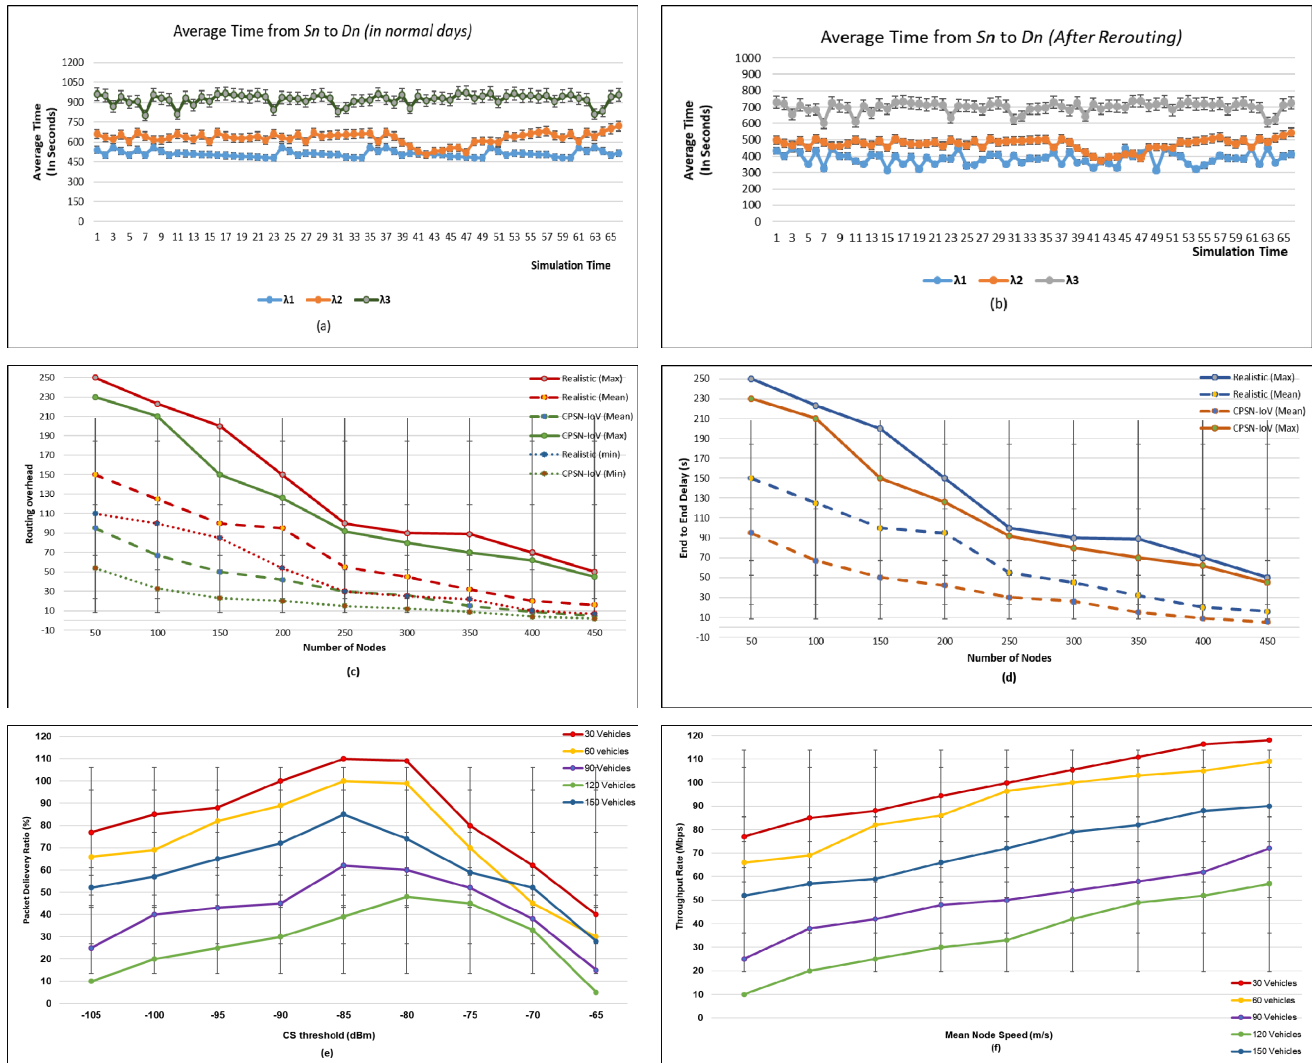 Average Time from Sn to Dn (in normal days)
Average Time
(In Seconds)
1200
1050
900
750
600
450
300
150
0
1 3 5 7 9 11 13 15 17 19 21 23 25 27 29 31 33 35 37 39 41 43 45 47 49 51 53 55 57 59 61 63 65
Simulation Time
λ1 λ2 λ3
(a)
Average Time from Sn to Dn (After Rerouting)
Average Time
(In Seconds)
1000
900
800
700
600
500
400
300
200
100
0
1 3 5 7 9 11 13 15 17 19 21 23 25 27 29 31 33 35 37 39 41 43 45 47 49 51 53 55 57 59 61 63 65
Simulation Time
λ1 λ2 λ3
(b)
Routing overhead
250
230
210
190
170
150
130
110
90
70
50
30
10
-10
50 100 150 200 250 300 350 400 450
Number of Nodes
Realistic (Max)
Realistic (Mean)
CPSN-IoV (Mean)
CPSN-IoV (Max)
Realistic (min)
CPSN-IoV (Min)
(c)
End to End Delay (s)
250
230
210
190
170
150
130
110
90
70
50
30
10
-10
50 100 150 200 250 300 350 400 450
Number of Nodes
Realistic (Max)
Realistic (Mean)
CPSN-IoV (Mean)
CPSN-IoV (Max)
(d)
Packet Delievery Ratio (%)
120
110
100
90
80
70
60
50
40
30
20
10
0
-105 -100 -95 -90 -85 -80 -75 -70 -65
CS threshold (dBm)
30 Vehicles
60 vehicles
90 Vehicles
120 Vehicles
150 Vehicles
(e)
Throughput Rate (Mbps)
120
110
100
90
80
70
60
50
40
30
20
10
0
Mean Node Speed (m/s)
30 Vehicles
60 vehicles
90 Vehicles
120 Vehicles
150 Vehicles
(f)